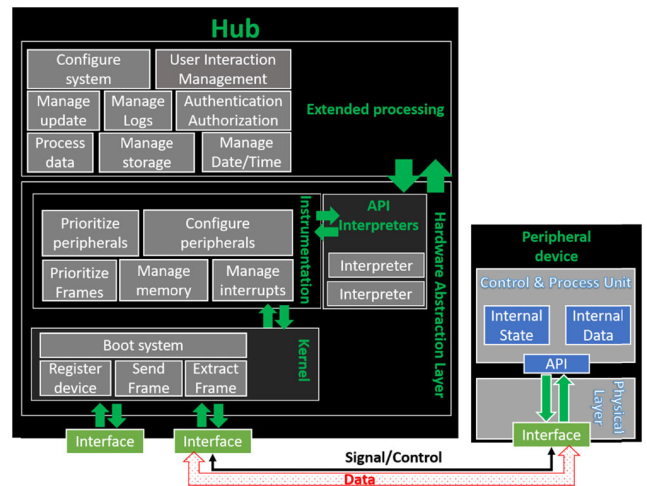 Hub
Configure
system
User Interaction
Management
Manage
update
Manage
Logs
Authentication
Authorization
Extended processing
Process
data
Manage
storage
Manage
Date/Time
Prioritize
peripherals
Configure
peripherals
Prioritize
Frames
Manage
memory
Manage
interrupts
Instrumentation
API
Interpreters
Interpreter
Interpreter
Hardware Abstraction Layer
Boot system
Register
device
Send
Frame
Extract
Frame
Kernel
Interface
Interface
Peripheral
device
Control & Process Unit
Internal
State
Internal
Data
API
Physical
Layer
Interface
Signal/Control
Data